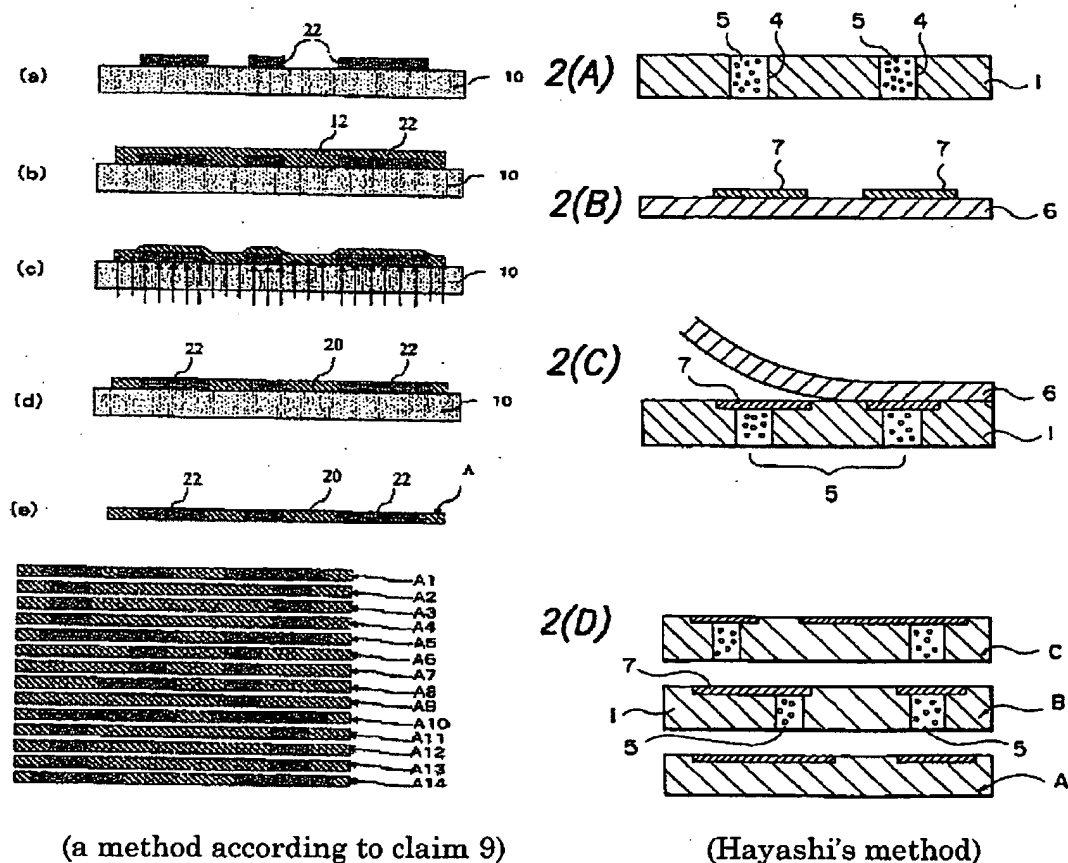 22
(a)
10
12
22
(b)
10
(c)
10
22
20
22
(d)
10
22
20
22
A
(e)
A1
A2
A3
A4
A5
A6
A7
A8
A9
A10
A11
A12
A13
A14
(a method according to claim 9)
5
4
5
4
2(A)
1
7
7
2(B)
6
2(C)
7
6
1
5
2(D)
C
7
1
B
5
5
A
(Hayashi's method)